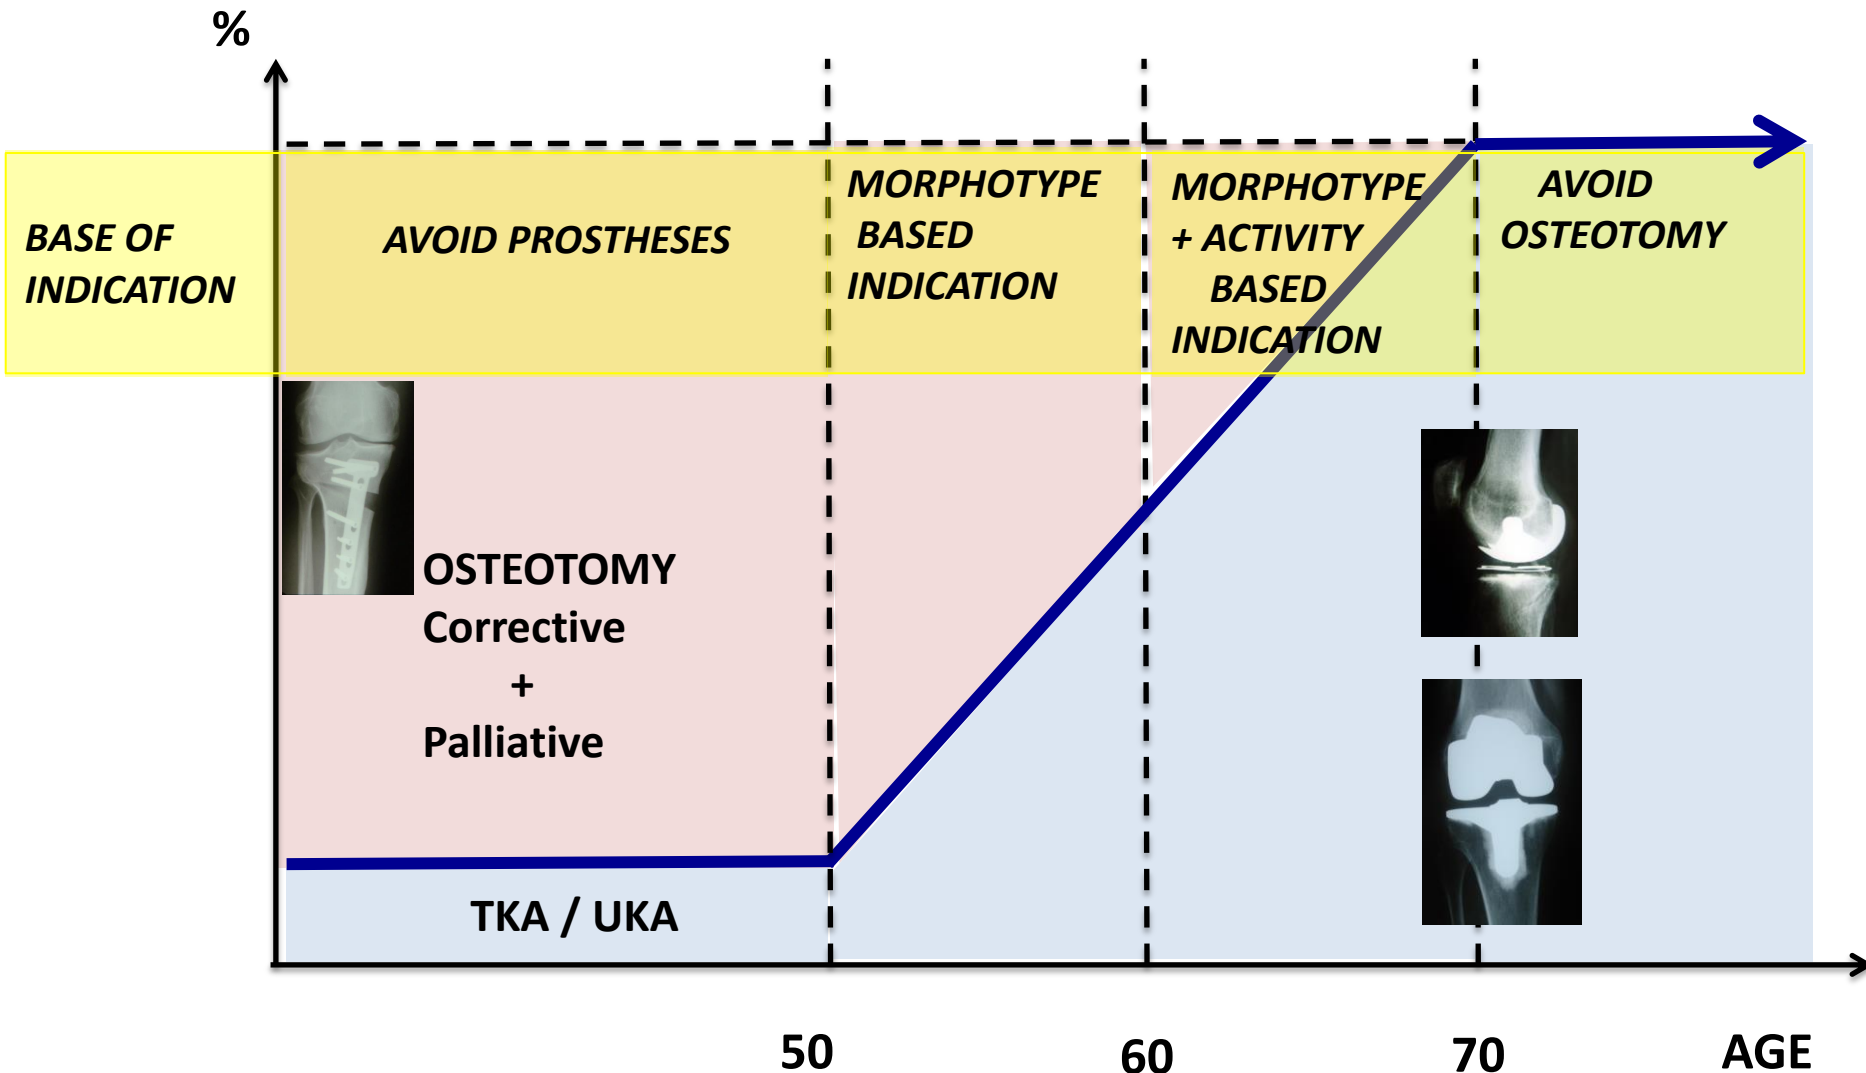 %
BASE OF
INDICATION
AVOID PROSTHESES
MORPHOTYPE
BASED
INDICATION
MORPHOTYPE
+ ACTIVITY
BASED
INDICATION
AVOID
OSTEOTOMY
OSTEOTOMY
Corrective
+
Palliative
TKA / UKA
50
60
70
AGE